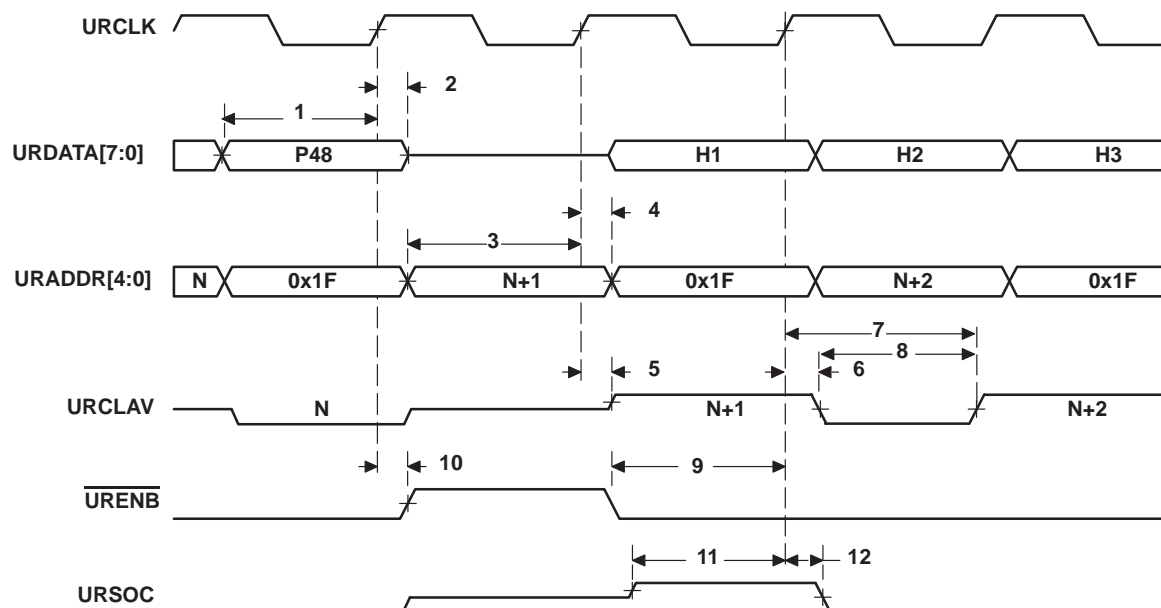 URCLK
2
1
URDATA[7:0] P48 H1 H2 H3
4
3
URADDR[4:0] N 0x1F N+1 0x1F N+2 0x1F
7
8
5 6
URCLAV N N+1 N+2
10 9
URENB
11 12
URSOC